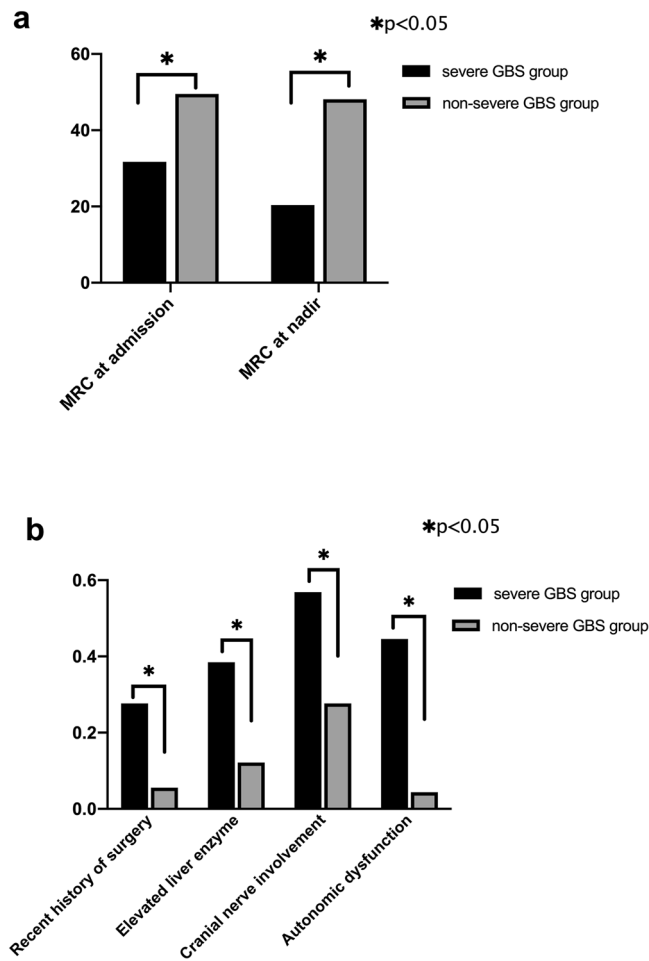 a
✱p<0.05
severe GBS group
non-severe GBS group
60
40
20
0
✱
✱
MRC at admission
MRC at nadir
b
✱p<0.05
severe GBS group
non-severe GBS group
0.6
0.4
0.2
0.0
✱
✱
✱
✱
Recent history of surgery
Elevated liver enzyme
Cranial nerve involvement
Autonomic dysfunction